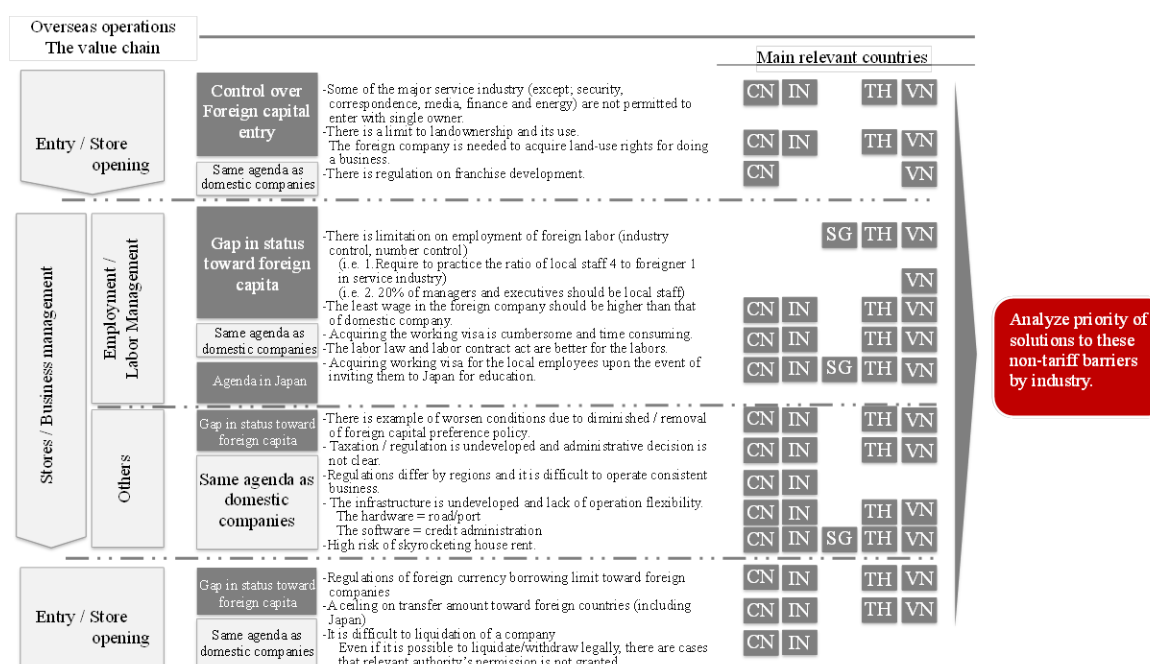 Overseas operations
The value chain
Main relevant countries
Entry / Store
opening
Control over
Foreign capital
entry
-Some of the major service industry (except; security,
correspondence, media, finance and energy) are not permitted to
enter with single owner.
CN IN TH VN
-There is a limit to landownership and its use.
The foreign company is needed to acquire land-use rights for doing
a business.
CN IN TH VN
Same agenda as
domestic companies
-There is regulation on franchise development.
CN VN
Stores / Business management
Employment /
Labor Management
Gap in status
toward foreign
capita
-There is limitation on employment of foreign labor (industry
control, number control)
SG TH VN
(i.e. 1.Require to practice the ratio of local staff 4 to foreigner 1
in service industry)
(i.e. 2. 20% of managers and executives should be local staff)
VN
-The least wage in the foreign company should be higher than that
of domestic company.
CN IN TH VN
Same agenda as
domestic companies
- Acquiring the working visa is cumbersome and time consuming.
-The labor law and labor contract act are better for the labors.
CN IN TH VN
Agenda in Japan
-Acquiring working visa for the local employees upon the event of
inviting them to Japan for education.
CN IN SG TH VN
Others
Gap in status toward
foreign capita
-There is example of worsen conditions due to diminished / removal
of foreign capital preference policy.
CN IN TH VN
Same agenda as
domestic
companies
- Taxation / regulation is undeveloped and administrative decision is
not clear.
CN IN TH VN
-Regulations differ by regions and it is difficult to operate consistent
business.
CN IN
- The infrastructure is undeveloped and lack of operation flexibility.
The hardware = road/port
The software = credit administration
CN IN TH VN
-High risk of skyrocketing house rent.
CN IN SG TH VN
Entry / Store
opening
Gap in status toward
foreign capita
-Regulations of foreign currency borrowing limit toward foreign
companies
CN IN TH VN
-A ceiling on transfer amount toward foreign countries (including
Japan)
CN IN TH VN
Same agenda as
domestic companies
-It is difficult to liquidation of a company
Even if it is possible to liquidate/withdraw legally, there are cases
that relevant authority's permission is not granted
CN IN
Analyze priority of
solutions to these
non-tariff barriers
by industry.